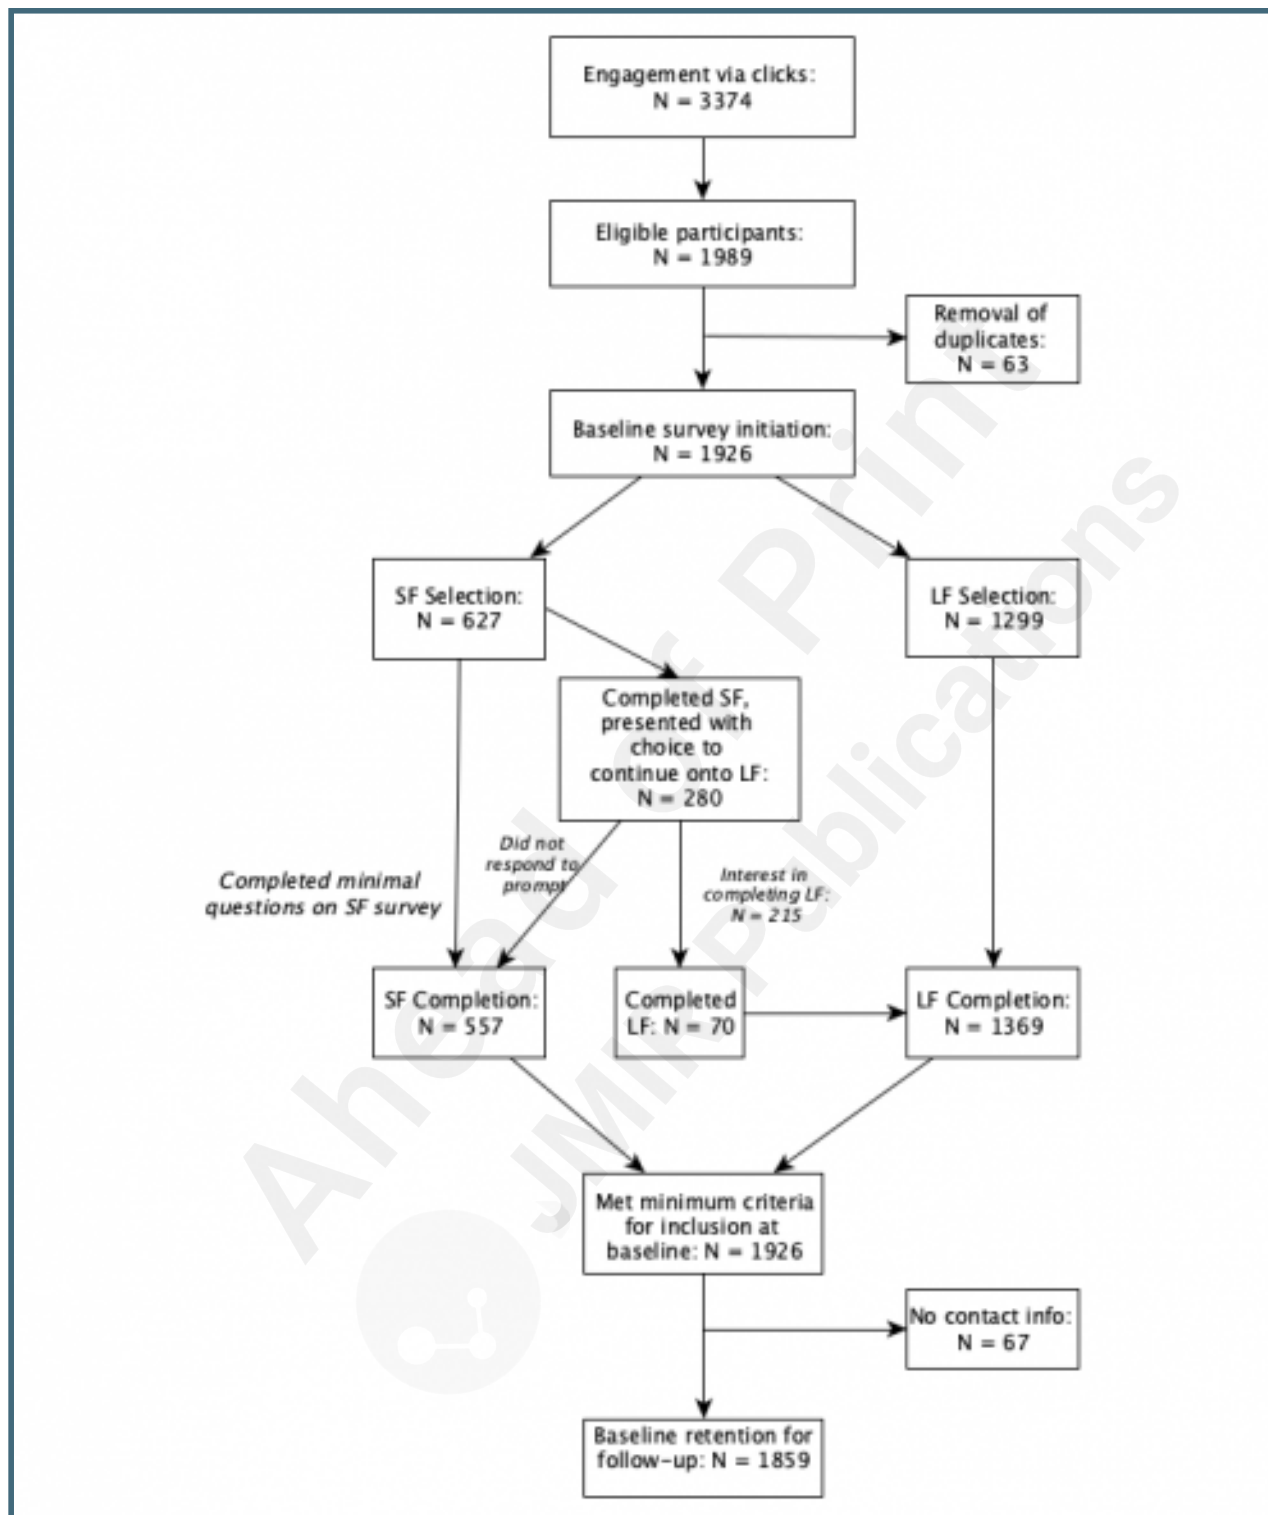 Engagement via clicks:
N = 3374
Eligible participants:
N = 1989
Removal of
duplicates:
N = 63
Baseline survey initiation:
N = 1926
SF Selection:
N = 627
LF Selection:
N = 1299
Completed SF,
presented with
choice to
continue onto LF:
N = 280
Did not
respond to
prompt
Completed minimal
questions on SF survey
Interest in
completing LF:
N = 215
SF Completion:
N = 557
Completed
LF: N = 70
LF Completion:
N = 1369
Met minimum criteria
for inclusion at
baseline: N = 1926
No contact info:
N = 67
Baseline retention for
follow-up: N = 1859
Ahead of Print
JMIR Publications